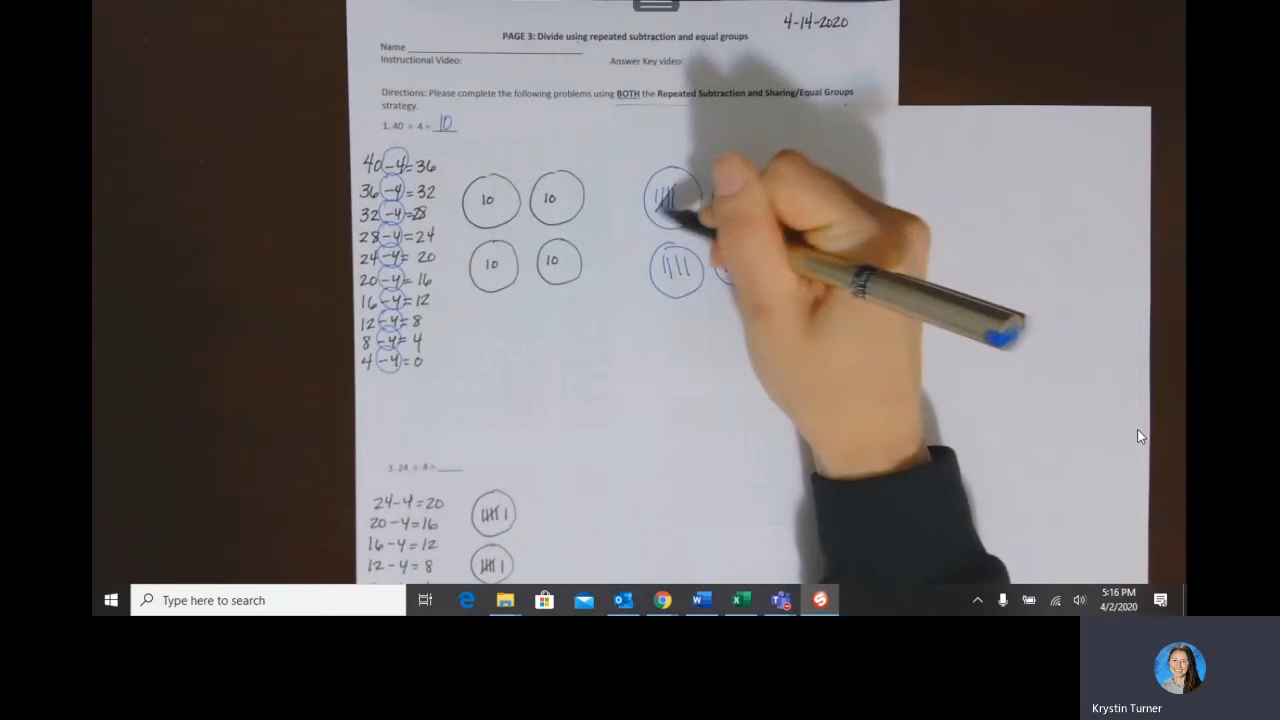 4-14-2020
PAGE 3: Divide using repeated subtraction and equal groups
Name
Instructional Video: Answer Key video:
Directions: Please complete the following problems using BOTH the Repeated Subtraction and Sharing/Equal Groups
strategy.
1. 40 ÷ 4 = 10
40 -4 = 36
36 -4 = 32
32 -4 = 28
28 -4 = 24
24 -4 = 20
20 -4 = 16
16 -4 = 12
12 -4 = 8
8 -4 = 4
4 -4 = 0
10 10
10 10
3. 24 ÷ 4 =
24-4=20
20-4=16
16-4=12
12-4=8
Type here to search
5:16 PM
4/2/2020
Krystin Turner